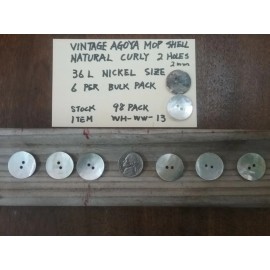 VINTAGE AGOYA MOP SHELL
NATURAL CURLY 2 HOLES
2mm
36 L NICKEL SIZE
6 PER BULK PACK
STOCK 98 PACK
ITEM WH-WW-13